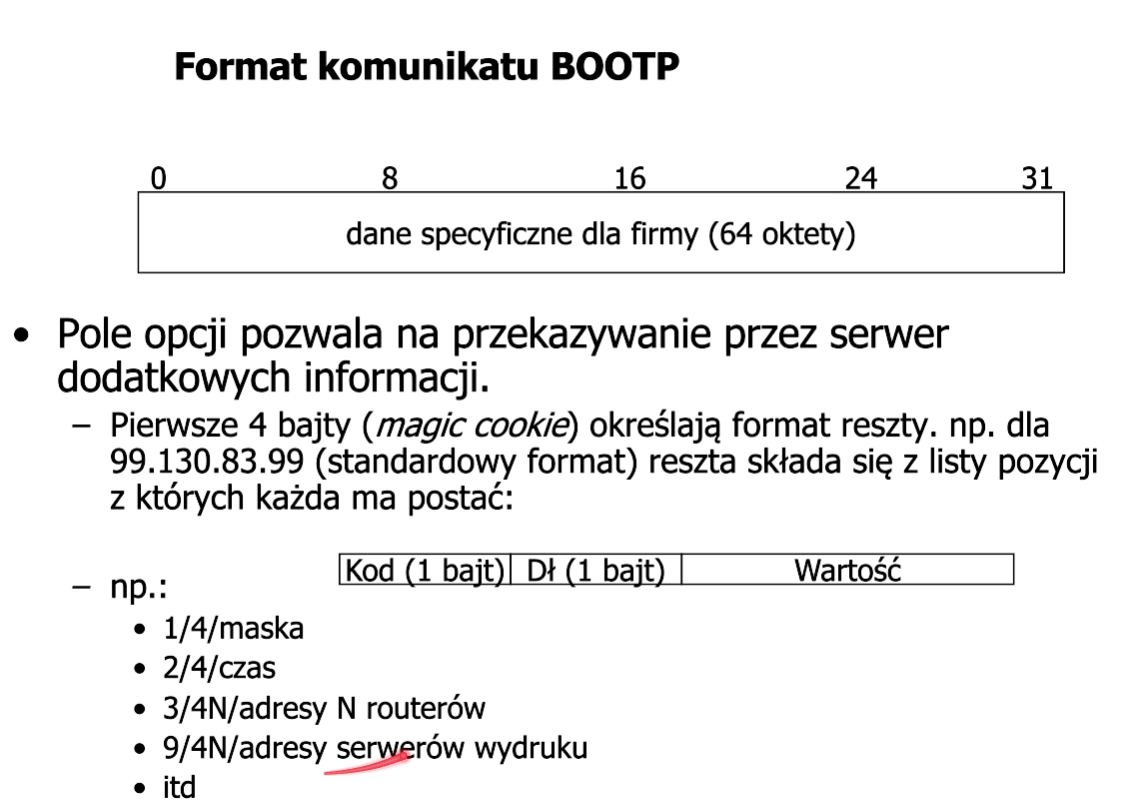 Format komunikatu BOOTP
0 8 16 24 31
dane specyficzne dla firmy (64 oktety)
• Pole opcji pozwala na przekazywanie przez serwer
dodatkowych informacji.
– Pierwsze 4 bajty (magic cookie) określają format reszty. np. dla
99.130.83.99 (standardowy format) reszta składa się z listy pozycji
z których każda ma postać:
Kod (1 bajt) Dł (1 bajt) Wartość
– np.:
• 1/4/maska
• 2/4/czas
• 3/4N/adresy N routerów
• 9/4N/adresy serwerów wydruku
• itd